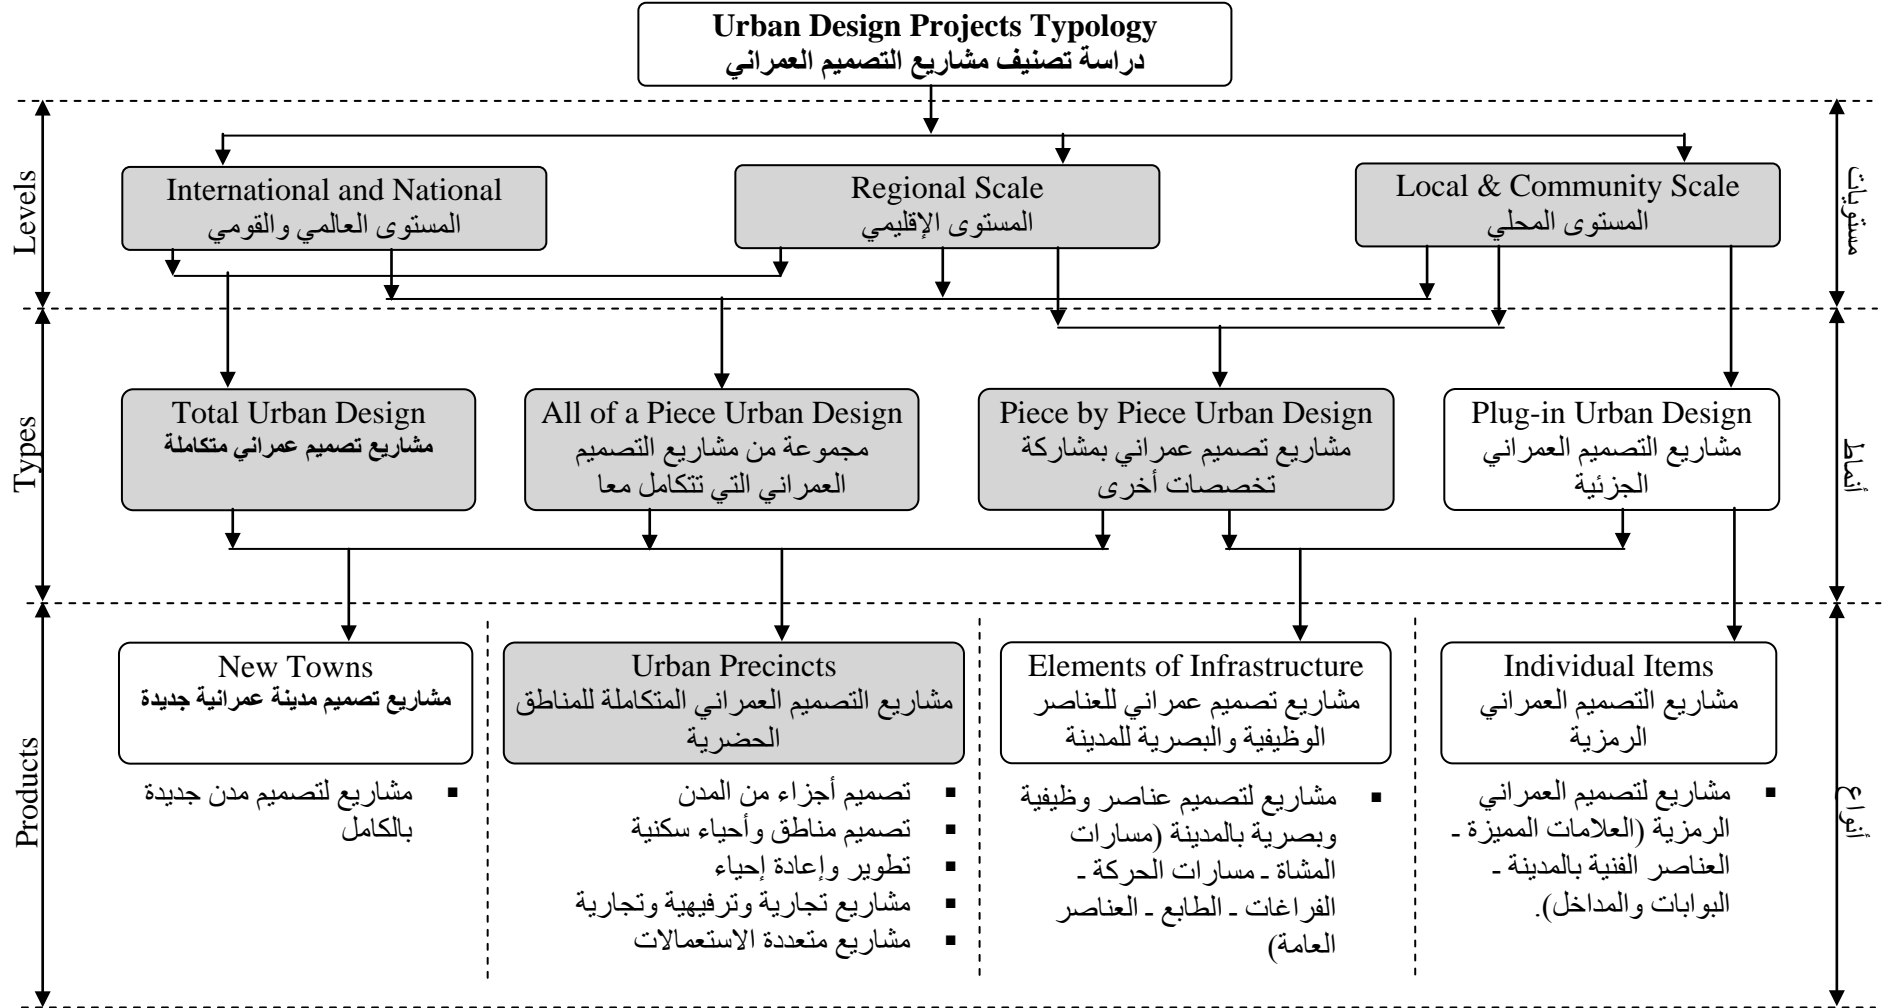 Urban Design Projects Typology
دراسة تصنيف مشاريع التصميم العمراني
Levels
مستويات
International and National
المستوى العالمي والقومي
Regional Scale
المستوى الإقليمي
Local & Community Scale
المستوى المحلي
Types
أنماط
Total Urban Design
مشاريع تصميم عمراني متكاملة
All of a Piece Urban Design
مجموعة من مشاريع التصميم
العمراني التي تتكامل معا
Piece by Piece Urban Design
مشاريع تصميم عمراني بمشاركة
تخصصات أخرى
Plug-in Urban Design
مشاريع التصميم العمراني
الجزئية
Products
أنواع
New Towns
مشاريع تصميم مدينة عمرانية جديدة
▪ مشاريع لتصميم مدن جديدة
بالكامل
Urban Precincts
مشاريع التصميم العمراني المتكاملة للمناطق
الحضرية
▪ تصميم أجزاء من المدن
▪ تصميم مناطق وأحياء سكنية
▪ تطوير وإعادة إحياء
▪ مشاريع تجارية وترفيهية وتجارية
▪ مشاريع متعددة الاستعمالات
Elements of Infrastructure
مشاريع تصميم عمراني للعناصر
الوظيفية والبصرية للمدينة
▪ مشاريع لتصميم عناصر وظيفية
وبصرية بالمدينة (مسارات
المشاة - مسارات الحركة -
الفراغات - الطابع - العناصر
العامة)
Individual Items
مشاريع التصميم العمراني
الرمزية
▪ مشاريع لتصميم العمراني
الرمزية (العلامات المميزة -
العناصر الفنية بالمدينة -
البوابات والمداخل).